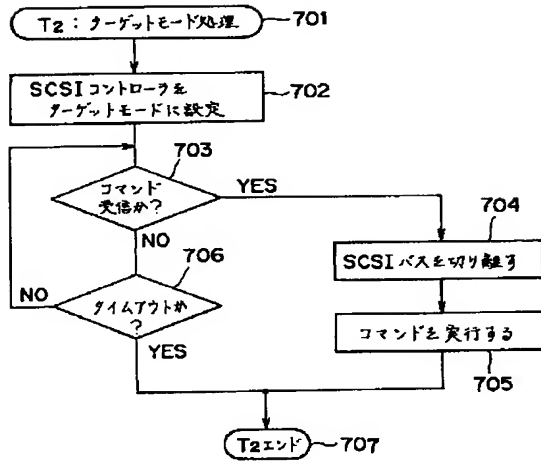 T2:ターゲットモード処理
701
SCSIコントローラを
ターゲットモードに設定
702
703
コマンド
受信か?
YES
NO
704
SCSIバスを切り離す
706
NO
タイムアウトか
?
YES
コマンドを実行する
705
T2エンド
707